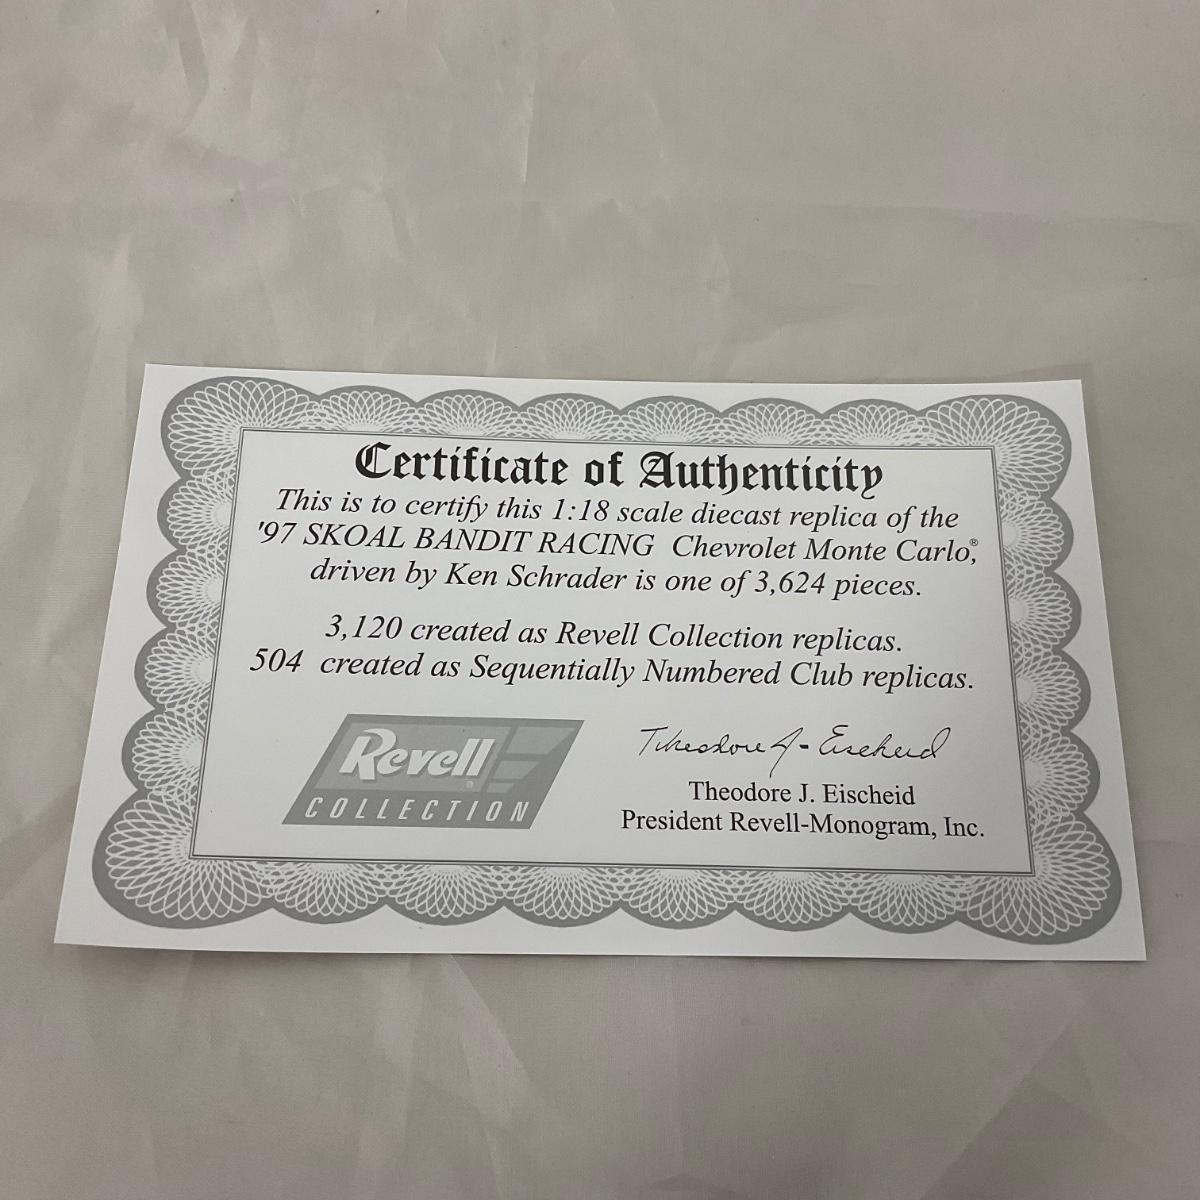 Certificate of Authenticity
This is to certify this 1:18 scale diecast replica of the
'97 SKOAL BANDIT RACING Chevrolet Monte Carlo®,
driven by Ken Schrader is one of 3,624 pieces.
3,120 created as Revell Collection replicas.
504 created as Sequentially Numbered Club replicas.
Revell®
COLLECTION
Theodore J. Eischeid
Theodore J. Eischeid
President Revell-Monogram, Inc.